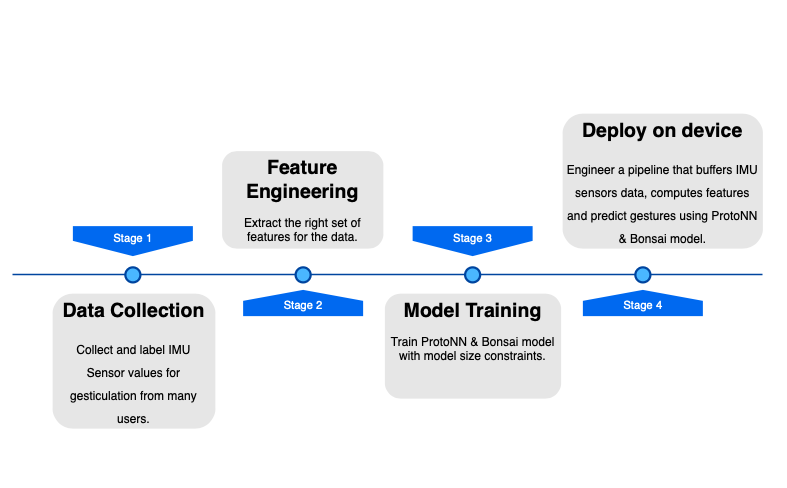 Stage 1
Data Collection
Collect and label IMU
Sensor values for
gesticulation from many
users.
Feature
Engineering
Extract the right set of
features for the data.
Stage 2
Stage 3
Model Training
Train ProtoNN & Bonsai model
with model size constraints.
Deploy on device
Engineer a pipeline that buffers IMU
sensors data, computes features
and predict gestures using ProtoNN
& Bonsai model.
Stage 4